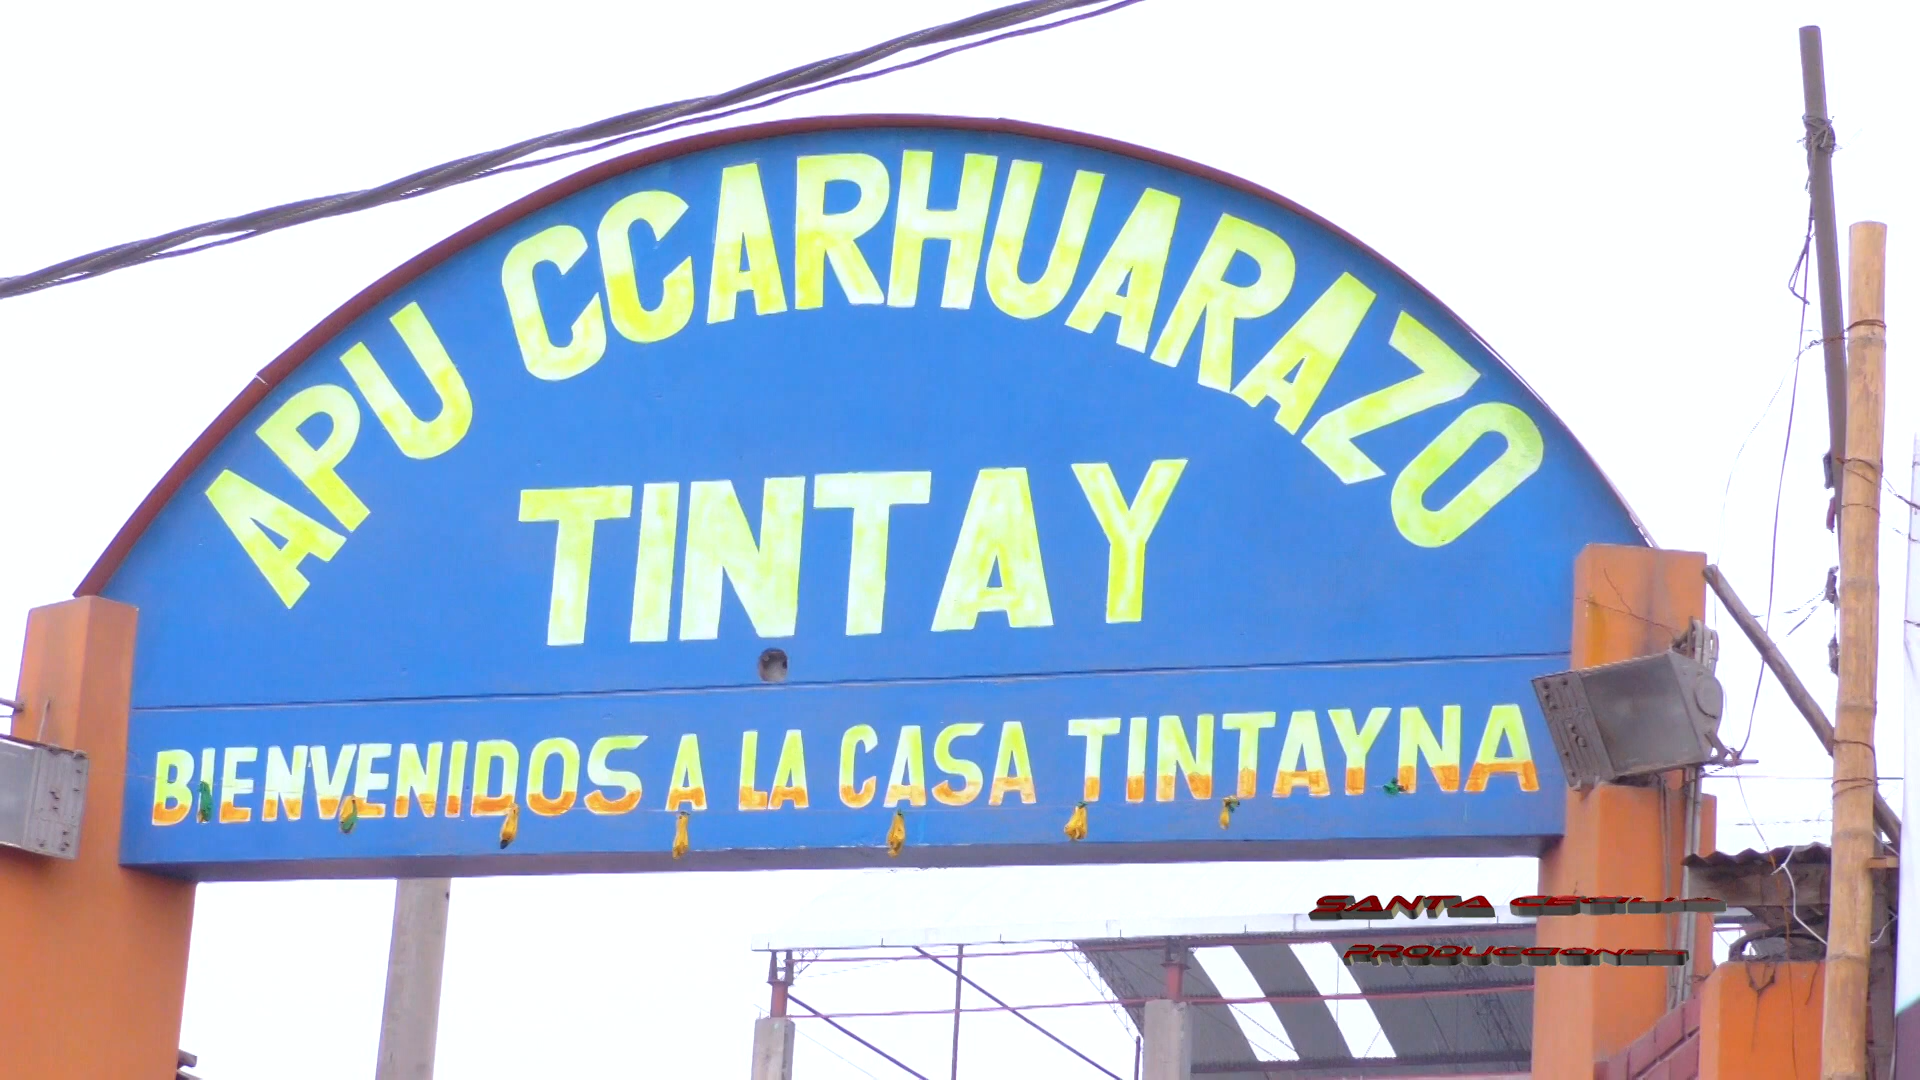 APU CCARHUARAZO
TINTAY
BIENVENIDOS A LA CASA TINTAYNA
SANTA CECILIA
PRODUCCIONES